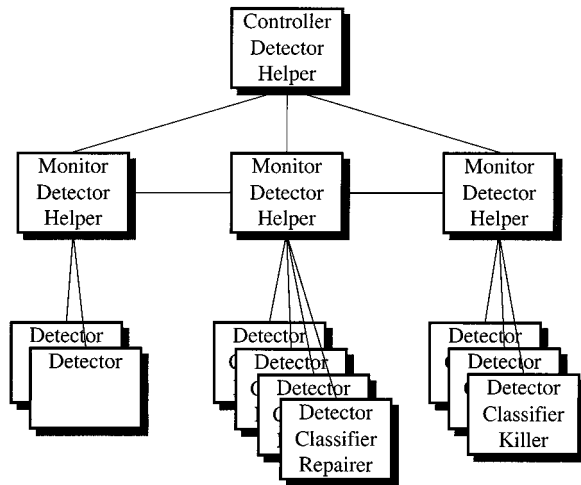 Controller
Detector
Helper
Monitor
Detector
Helper
Monitor
Detector
Helper
Monitor
Detector
Helper
Detector
Detector
Detector
Detector
Detector
Detector
Classifier
Repairer
Detector
Detector
Detector
Classifier
Killer